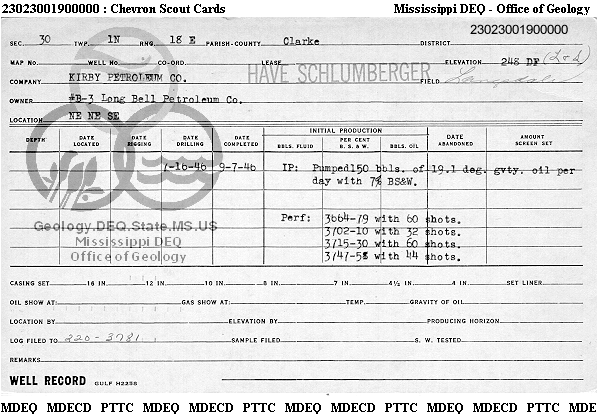 23023001900000 : Chevron Scout Cards Mississippi DEQ - Office of Geology
23023001900000
SEC. 30 TWP. 1N RNG. 18 E PARISH-COUNTY Clarke DISTRICT
MAP NO. WELL NO. CO-ORD. LEASE ELEVATION 248 DF (L&L)
COMPANY KIRBY PETROLEUM CO. HAVE SCHLUMBERGER FIELD Langsdale
OWNER #B-3 Long Bell Petroleum Co.
LOCATION NE NE SE
INITIAL PRODUCTION
DEPTH DATE LOCATED DATE RIGGING DATE DRILLING DATE COMPLETED BBLS. FLUID PER CENT B. S. & W. BBLS. OIL DATE ABANDONED AMOUNT SCREEN SET
7-16-46 9-7-46 IP: Pumped150 bbls. of 19.1 deg. gvty. oil per
day with 7% BS&W.
Perf: 3664-79 with 60 shots.
Geology.DEQ.State.MS.US
3702-10 with 32 shots.
Mississippi DEQ
3715-30 with 60 shots.
Office of Geology
3747-58 with 44 shots.
CASING SET 16 IN. 12 IN. 10 IN. 8 IN. 7 IN. 4½ IN. 4 IN. SET LINER
OIL SHOW AT: GAS SHOW AT: TEMP. GRAVITY OF OIL
LOCATION BY ELEVATION BY PRODUCING HORIZON
LOG FILED TO 220-3781 SAMPLE FILED S. W. TESTED
REMARKS
WELL RECORD GULF H2258
MDEQ MDECD PTTC MDEQ MDECD PTTC MDEQ MDECD PTTC MDEQ MDECD PTTC MDE